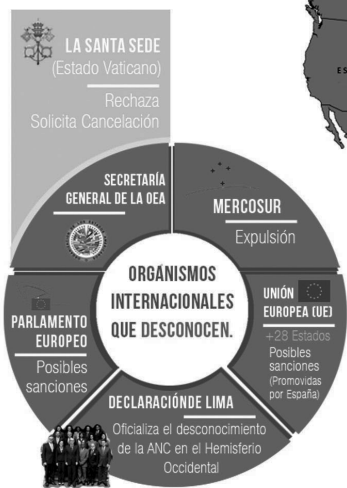 LA SANTA SEDE
(Estado Vaticano)
Rechaza
Solicita Cancelación
SECRETARÍA
GENERAL DE LA OEA
MERCOSUR
Expulsión
ORGANISMOS
INTERNACIONALES
QUE DESCONOCEN.
UNIÓN
EUROPEA (UE)
+28 Estados
Posibles
sanciones
(Promovidas
por España)
PARLAMENTO
EUROPEO
Posibles
sanciones
DECLARACIÓNDE LIMA
Oficializa el desconocimiento
de la ANC en el Hemisferio
Occidental